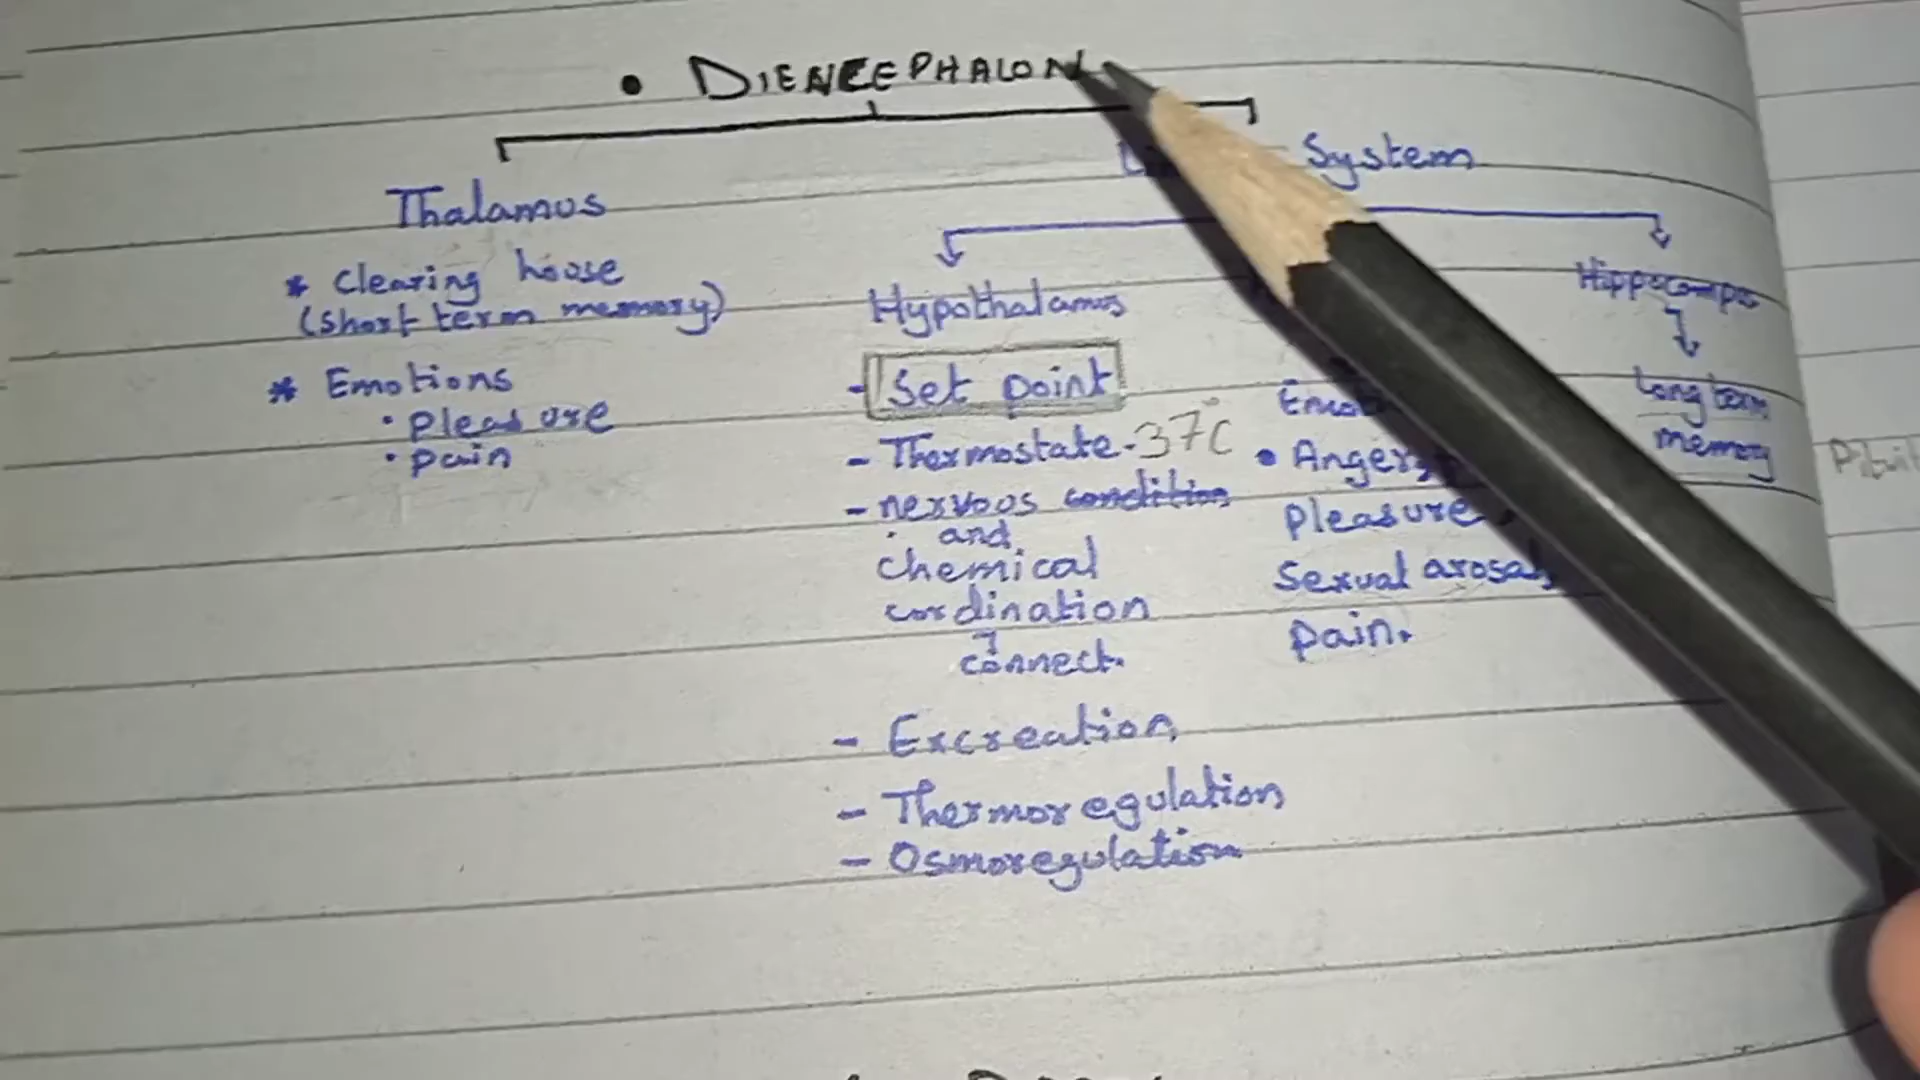 • DIENCEPHALON
System
Thalamus
* Clearing house
(short term memory)
* Emotions
• pleasure
• pain
Hypothalamus
- Set point
- Thermostate - 37°C
- nervous condition
and
chemical
cordination
connect.
- Excreation
- Thermoregulation
- Osmoregulation
• Anger
pleasure
Sexual arosal
pain.
Hippocampus
Long term
memory